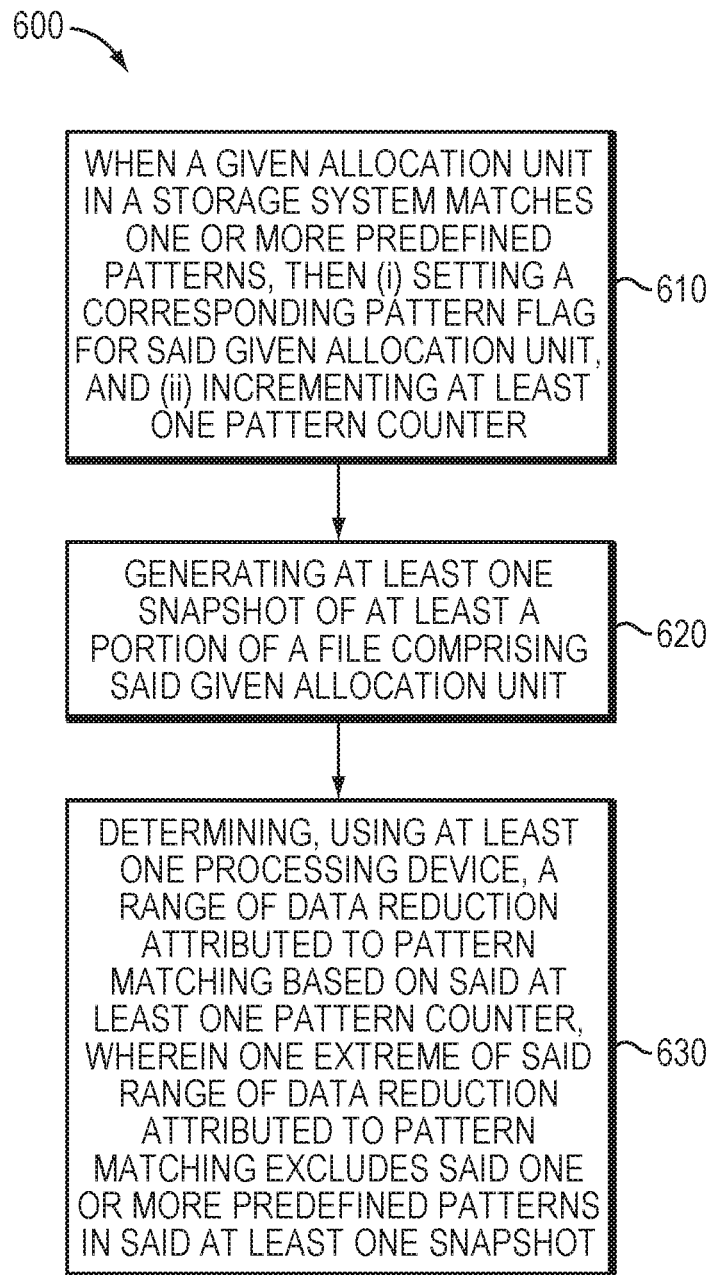 600
WHEN A GIVEN ALLOCATION UNIT
IN A STORAGE SYSTEM MATCHES
ONE OR MORE PREDEFINED
PATTERNS, THEN (i) SETTING A
CORRESPONDING PATTERN FLAG
FOR SAID GIVEN ALLOCATION UNIT,
AND (ii) INCREMENTING AT LEAST
ONE PATTERN COUNTER
610
GENERATING AT LEAST ONE
SNAPSHOT OF AT LEAST A
PORTION OF A FILE COMPRISING
SAID GIVEN ALLOCATION UNIT
620
DETERMINING, USING AT LEAST
ONE PROCESSING DEVICE, A
RANGE OF DATA REDUCTION
ATTRIBUTED TO PATTERN
MATCHING BASED ON SAID AT
LEAST ONE PATTERN COUNTER,
WHEREIN ONE EXTREME OF SAID
RANGE OF DATA REDUCTION
ATTRIBUTED TO PATTERN
MATCHING EXCLUDES SAID ONE
OR MORE PREDEFINED PATTERNS
IN SAID AT LEAST ONE SNAPSHOT
630